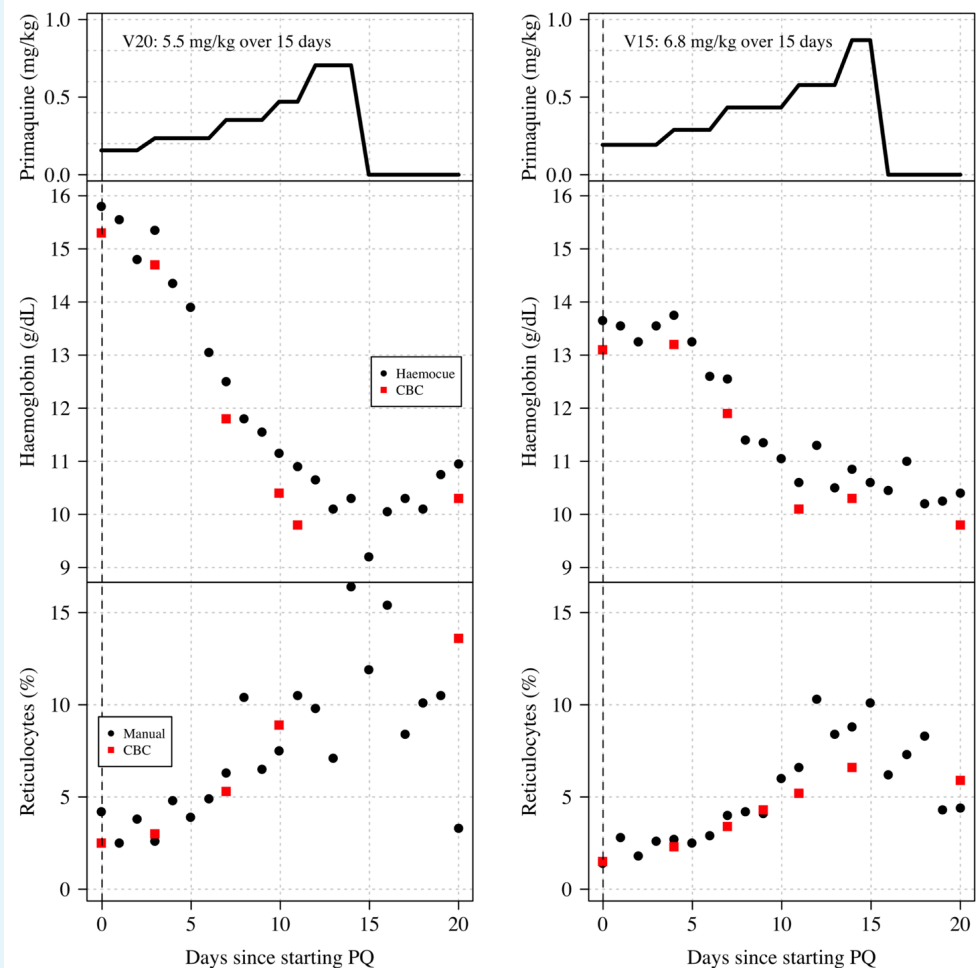 Primaquine (mg/kg)
1.0
0.5
0.0
V20: 5.5 mg/kg over 15 days
Primaquine (mg/kg)
1.0
0.5
0.0
V15: 6.8 mg/kg over 15 days
Haemoglobin (g/dL)
16
15
14
13
12
11
10
9
Haemocue
CBC
Haemoglobin (g/dL)
16
15
14
13
12
11
10
9
Reticulocytes (%)
15
10
5
0
Manual
CBC
0 5 10 15 20
Days since starting PQ
Reticulocytes (%)
15
10
5
0
0 5 10 15 20
Days since starting PQ